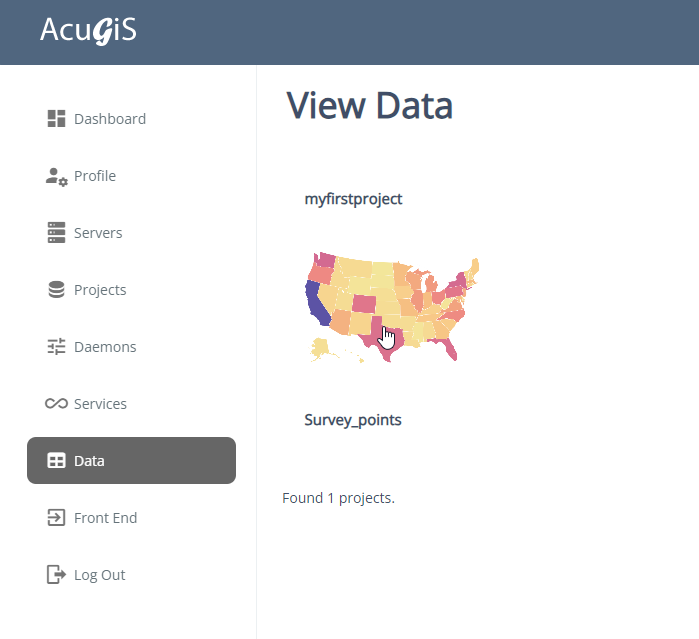 AcuGiS
Dashboard
Profile
Servers
Projects
Daemons
Services
Data
Front End
Log Out
View Data
myfirstproject
Survey_points
Found 1 projects.